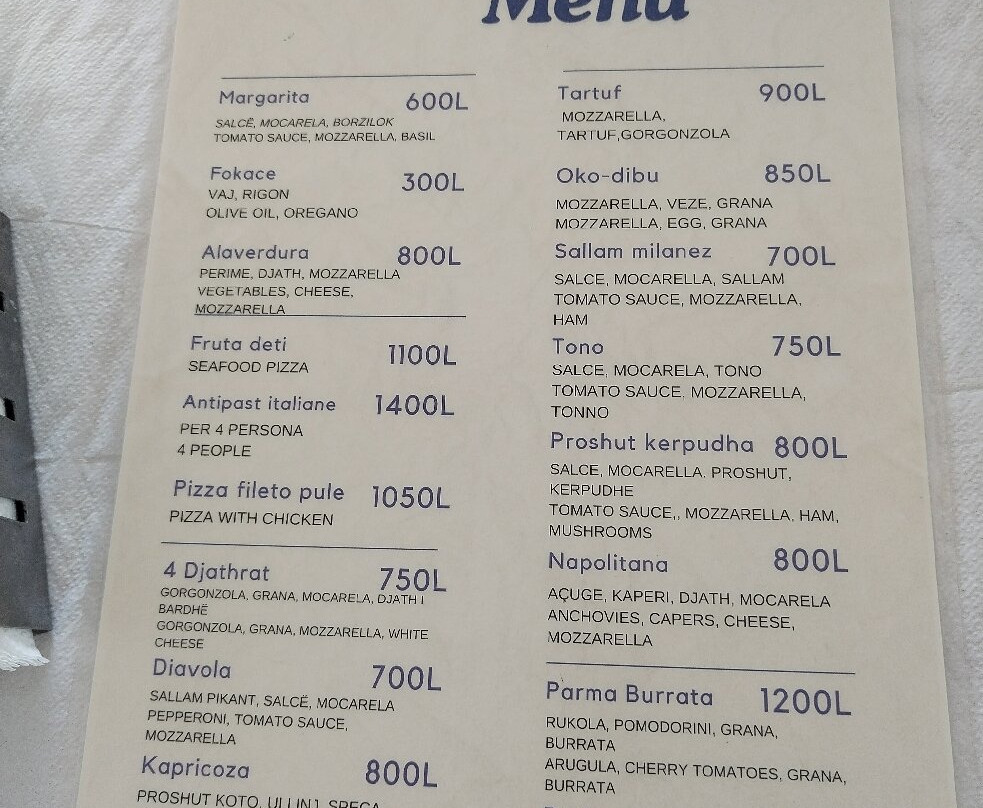 Menu
Margarita 600L
SALCË, MOCARELA, BORZILOK
TOMATO SAUCE, MOZZARELLA, BASIL
Fokace 300L
VAJ, RIGON
OLIVE OIL, OREGANO
Alaverdura 800L
PERIME, DJATH, MOZZARELLA
VEGETABLES, CHEESE,
MOZZARELLA
Fruta deti 1100L
SEAFOOD PIZZA
Antipast italiane 1400L
PER 4 PERSONA
4 PEOPLE
Pizza fileto pule 1050L
PIZZA WITH CHICKEN
4 Djathrat 750L
GORGONZOLA, GRANA, MOCARELA, DJATH I
BARDHË
GORGONZOLA, GRANA, MOZZARELLA, WHITE
CHEESE
Diavola 700L
SALLAM PIKANT, SALCË, MOCARELA
PEPPERONI, TOMATO SAUCE,
MOZZARELLA
Kapricoza 800L
PROSHUT KOTO,
Tartuf 900L
MOZZARELLA,
TARTUF,GORGONZOLA
Oko-dibu 850L
MOZZARELLA, VEZE, GRANA
MOZZARELLA, EGG, GRANA
Sallam milanez 700L
SALCE, MOCARELLA, SALLAM
TOMATO SAUCE, MOZZARELLA,
HAM
Tono 750L
SALCE, MOCARELA, TONO
TOMATO SAUCE, MOZZARELLA,
TONNO
Proshut kerpudha 800L
SALCE, MOCARELLA, PROSHUT,
KERPUDHE
TOMATO SAUCE,, MOZZARELLA, HAM,
MUSHROOMS
Napolitana 800L
AÇUGE, KAPERI, DJATH, MOCARELA
ANCHOVIES, CAPERS, CHEESE,
MOZZARELLA
Parma Burrata 1200L
RUKOLA, POMODORINI, GRANA,
BURRATA
ARUGULA, CHERRY TOMATOES, GRANA,
BURRATA